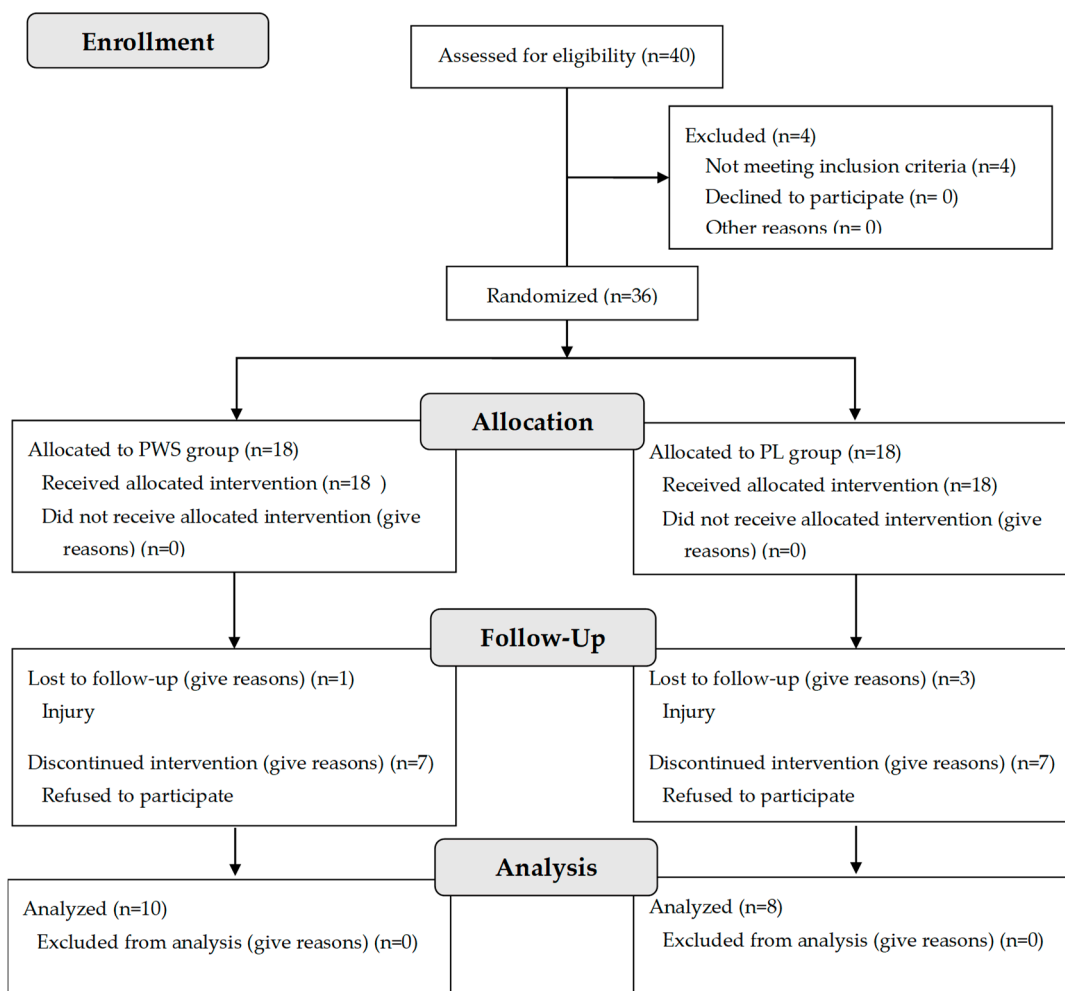 Enrollment
Assessed for eligibility (n=40)
Excluded (n=4)
Not meeting inclusion criteria (n=4)
Declined to participate (n= 0)
Other reasons (n= 0)
Randomized (n=36)
Allocation
Allocated to PWS group (n=18)
Received allocated intervention (n=18  )
Did not receive allocated intervention (give
reasons) (n=0)
Allocated to PL group (n=18)
Received allocated intervention (n=18)
Did not receive allocated intervention (give
reasons) (n=0)
Follow-Up
Lost to follow-up (give reasons) (n=1)
Injury
Discontinued intervention (give reasons) (n=7)
Refused to participate
Lost to follow-up (give reasons) (n=3)
Injury
Discontinued intervention (give reasons) (n=7)
Refused to participate
Analysis
Analyzed (n=10)
Excluded from analysis (give reasons) (n=0)
Analyzed (n=8)
Excluded from analysis (give reasons) (n=0)